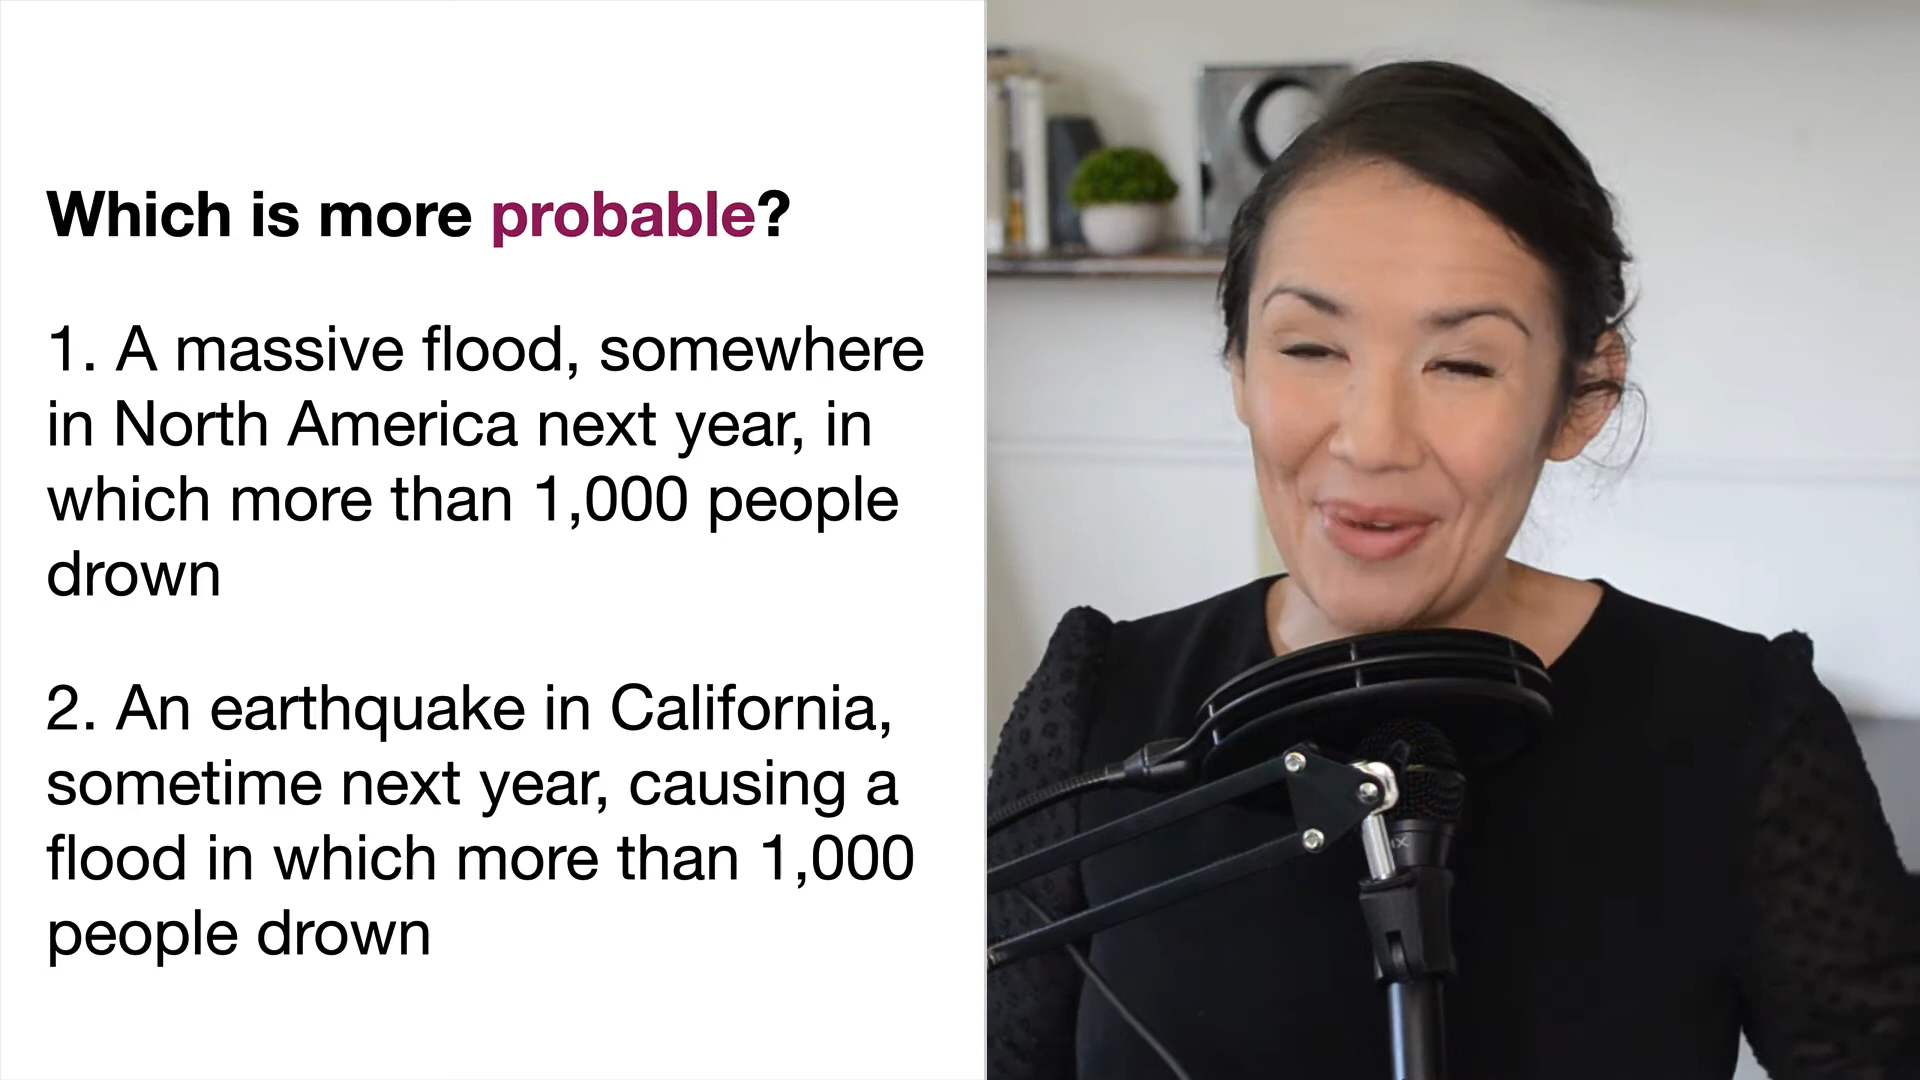 Which is more probable?
1. A massive flood, somewhere
in North America next year, in
which more than 1,000 people
drown
2. An earthquake in California,
sometime next year, causing a
flood in which more than 1,000
people drown